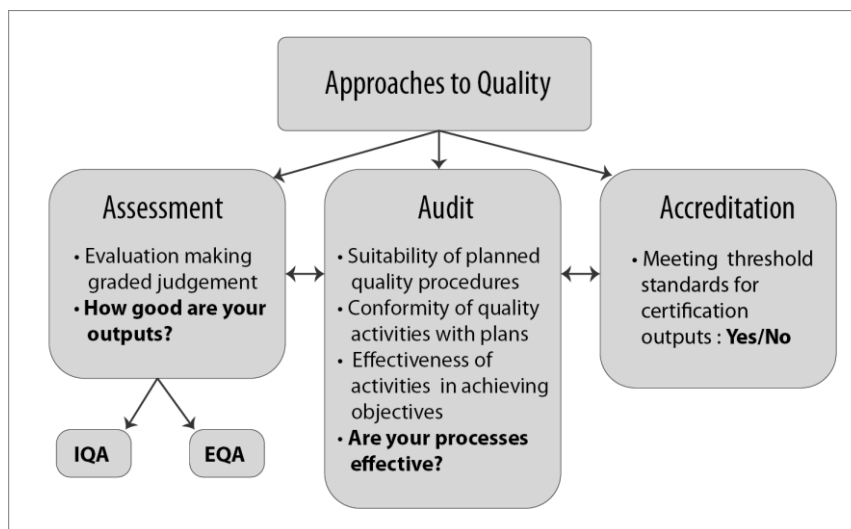 Approaches to Quality
Assessment
• Evaluation making
graded judgement
• How good are your
outputs?
Audit
• Suitability of planned
quality procedures
• Conformity of quality
activities with plans
• Effectiveness of
activities in achieving
objectives
• Are your processes
effective?
Accreditation
• Meeting threshold
standards for
certification
outputs : Yes/No
IQA
EQA